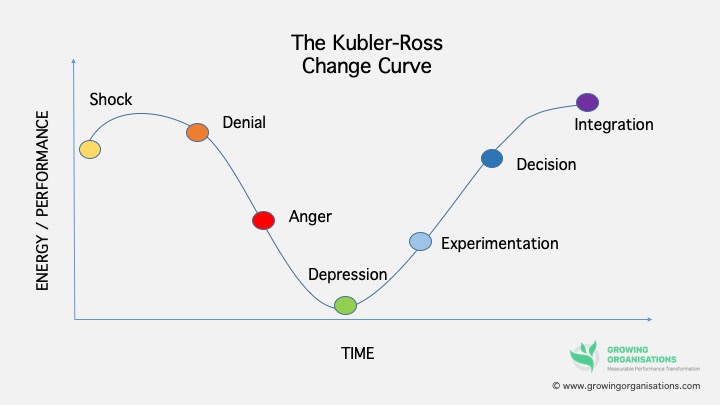 The Kubler-Ross
Change Curve
Shock
Denial
Integration
Decision
Anger
Experimentation
Depression
ENERGY / PERFORMANCE
TIME
GROWING
ORGANISATIONS
Measurable Performance Transformation
© www.growingorganisations.com